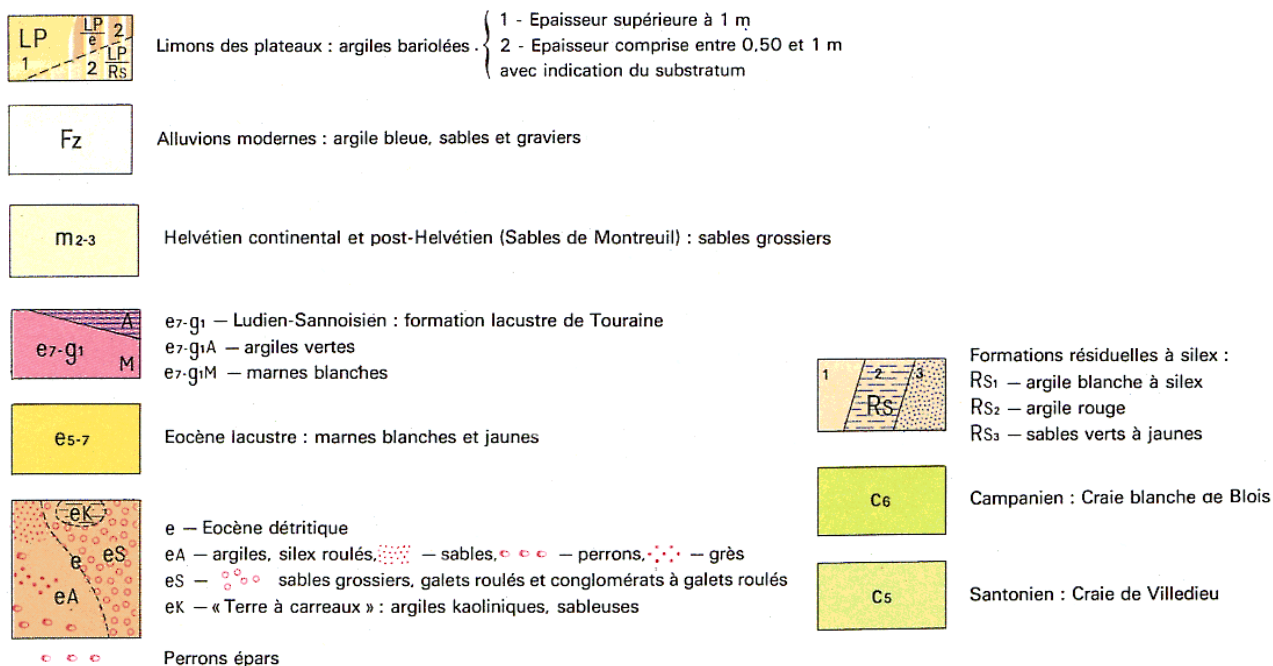 LP LP/e 2
1 2 LP/Rs
Limons des plateaux : argiles bariolées .
1 - Epaisseur supérieure à 1 m
2 - Epaisseur comprise entre 0,50 et 1 m
avec indication du substratum
Fz
Alluvions modernes : argile bleue, sables et graviers
m2-3
Helvétien continental et post-Helvétien (Sables de Montreuil) : sables grossiers
A
e7-g1
M
e7-g1 — Ludien-Sannoisien : formation lacustre de Touraine
e7-g1A — argiles vertes
e7-g1M — marnes blanches
e5-7
Eocène lacustre : marnes blanches et jaunes
eK
e eS
eA
e — Eocène détritique
eA — argiles, silex roulés, — sables, — perrons, — grès
eS — sables grossiers, galets roulés et conglomérats à galets roulés
eK — « Terre à carreaux » : argiles kaoliniques, sableuses
Perrons épars
1 2 3
Rs
Formations résiduelles à silex :
RS1 — argile blanche à silex
RS2 — argile rouge
RS3 — sables verts à jaunes
C6
Campanien : Craie blanche de Blois
C5
Santonien : Craie de Villedieu